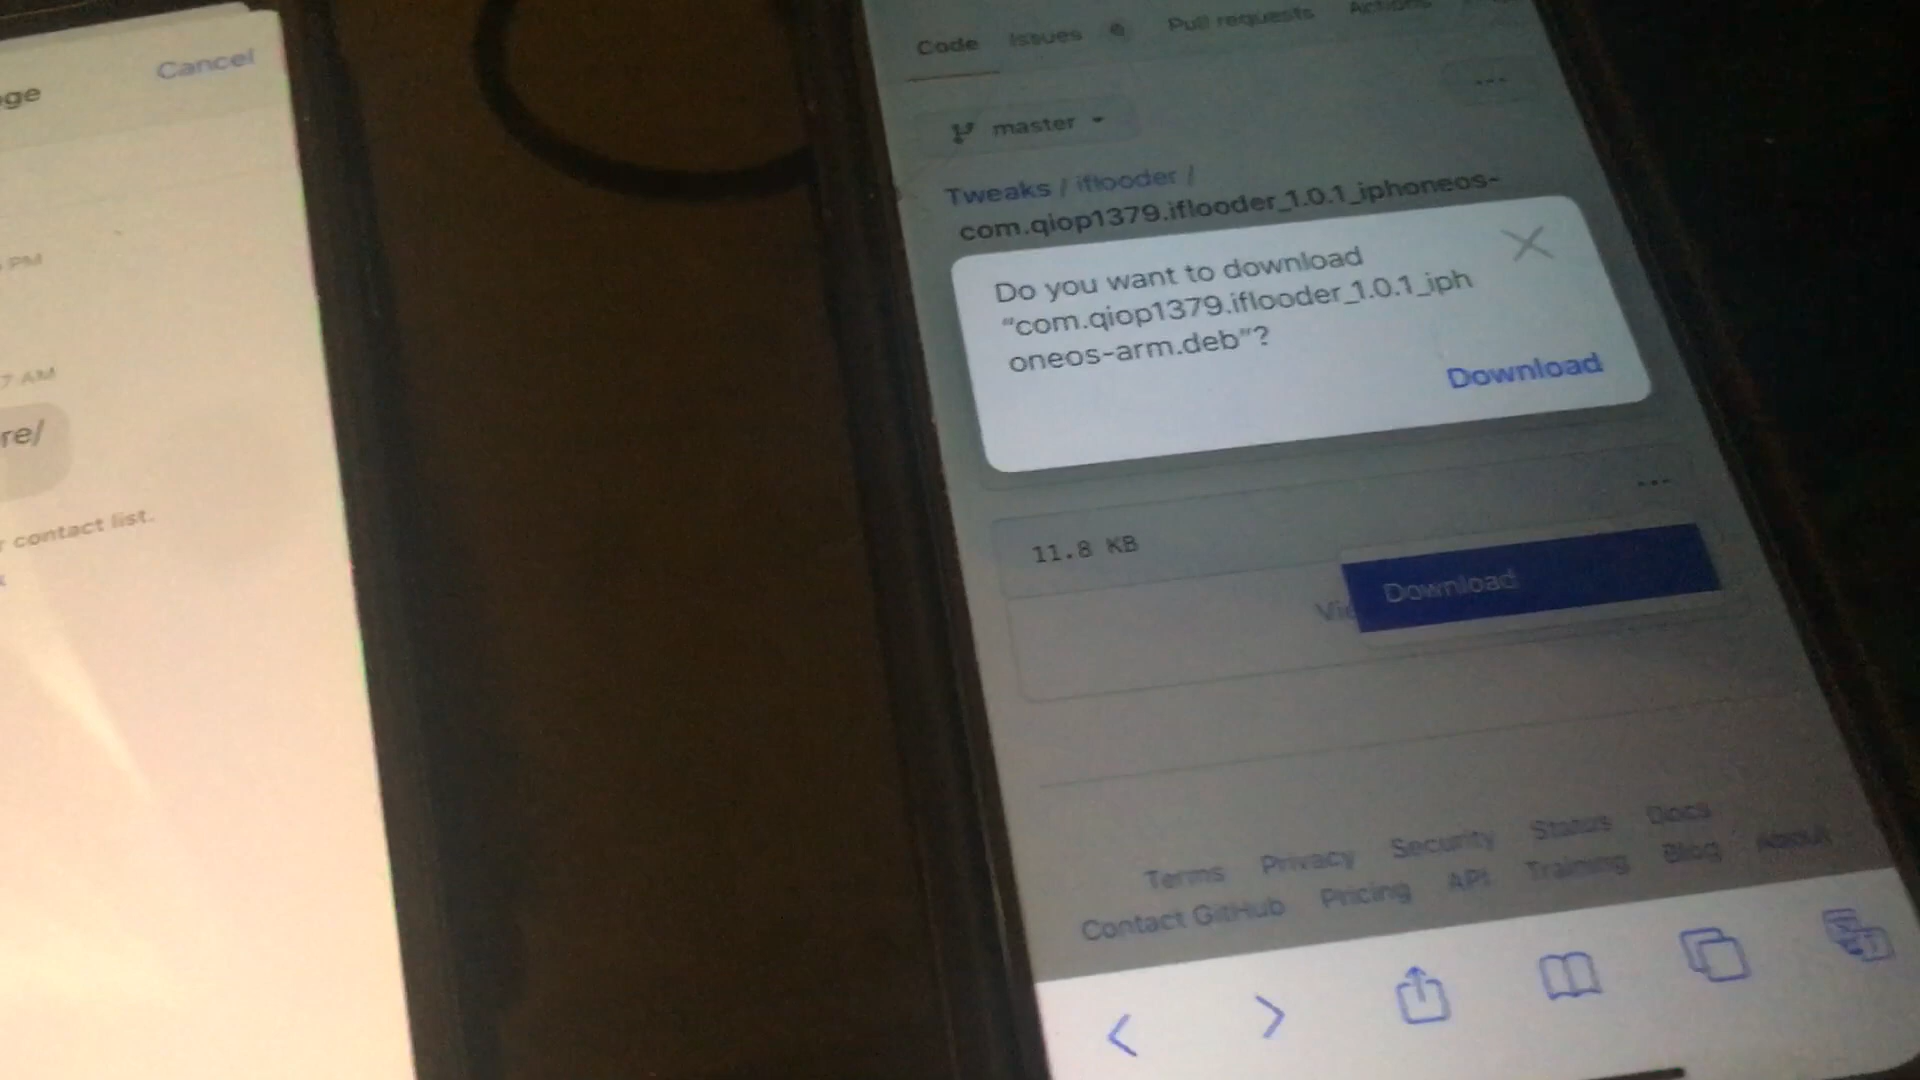 Cancel
PM
7 AM
re/
contact list.
Code Issues Pull requests Actions
master
Tweaks / iflooder /
com.qiop1379.iflooder_1.0.1_iphoneos-
Do you want to download
"com.qiop1379.iflooder_1.0.1_iph
oneos-arm.deb"?
Download
11.8 KB
Download
Terms Privacy Security Status Docs
Contact GitHub Pricing API Training Blog About